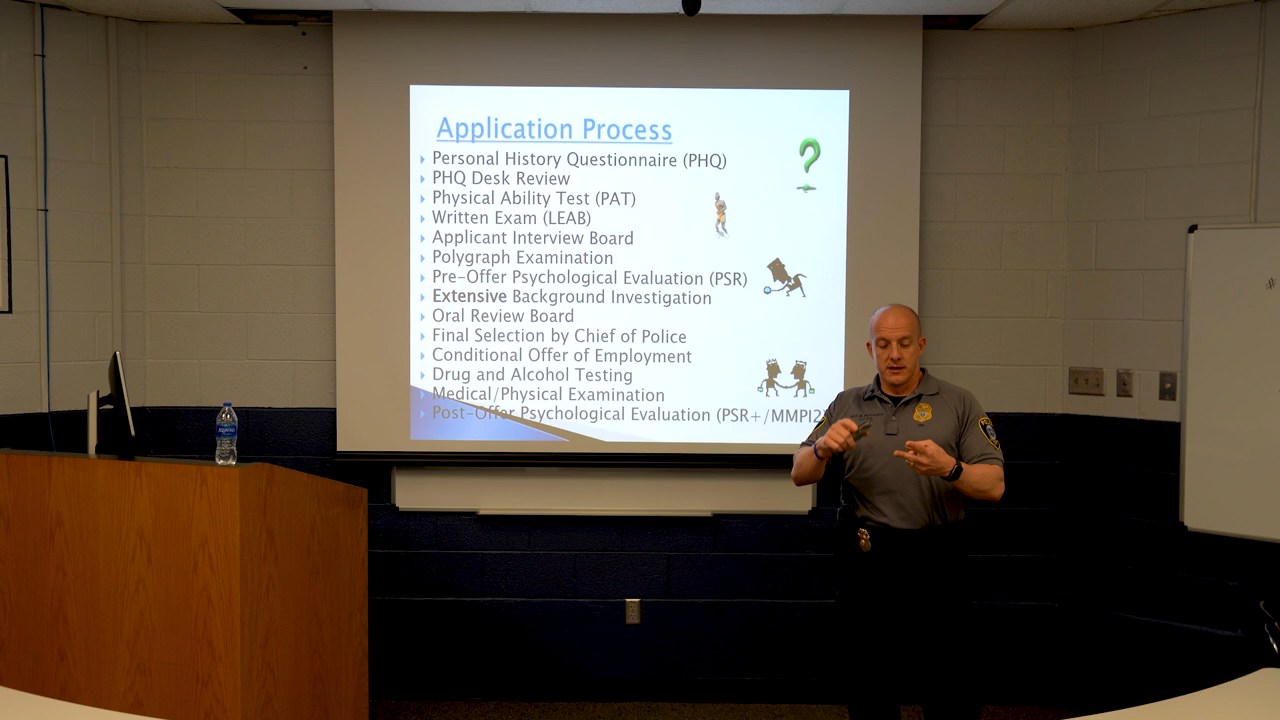 Application Process
Personal History Questionnaire (PHQ)
PHQ Desk Review
Physical Ability Test (PAT)
Written Exam (LEAB)
Applicant Interview Board
Polygraph Examination
Pre-Offer Psychological Evaluation (PSR)
Extensive Background Investigation
Oral Review Board
Final Selection by Chief of Police
Conditional Offer of Employment
Drug and Alcohol Testing
Medical/Physical Examination
Post-Offer Psychological Evaluation (PSR+/MMPI2)